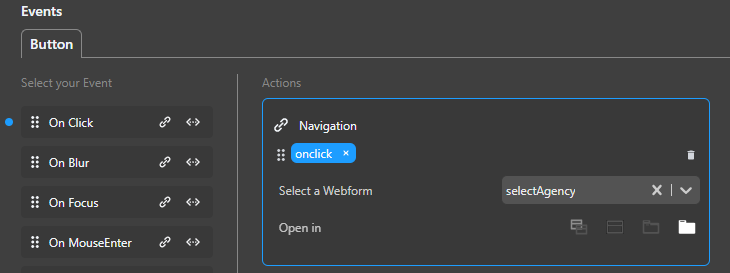 Events
Button
Select your Event
On Click
On Blur
On Focus
On MouseEnter
Actions
Navigation
onclick ×
Select a Webform
selectAgency
Open in